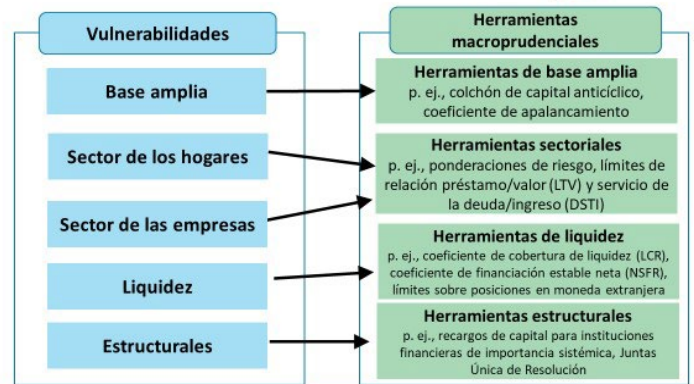 Vulnerabilidades
Base amplia
Sector de los hogares
Sector de las empresas
Liquidez
Estructurales
Herramientas
macroprudenciales
Herramientas de base amplia
p. ej., colchón de capital anticíclico,
coeficiente de apalancamiento
Herramientas sectoriales
p. ej., ponderaciones de riesgo, límites de
relación préstamo/valor (LTV) y servicio de
la deuda/ingreso (DSTI)
Herramientas de liquidez
p. ej., coeficiente de cobertura de liquidez (LCR),
coeficiente de financiación estable neta (NSFR),
límites sobre posiciones en moneda extranjera
Herramientas estructurales
p. ej., recargos de capital para instituciones
financieras de importancia sistémica, Juntas
Única de Resolución